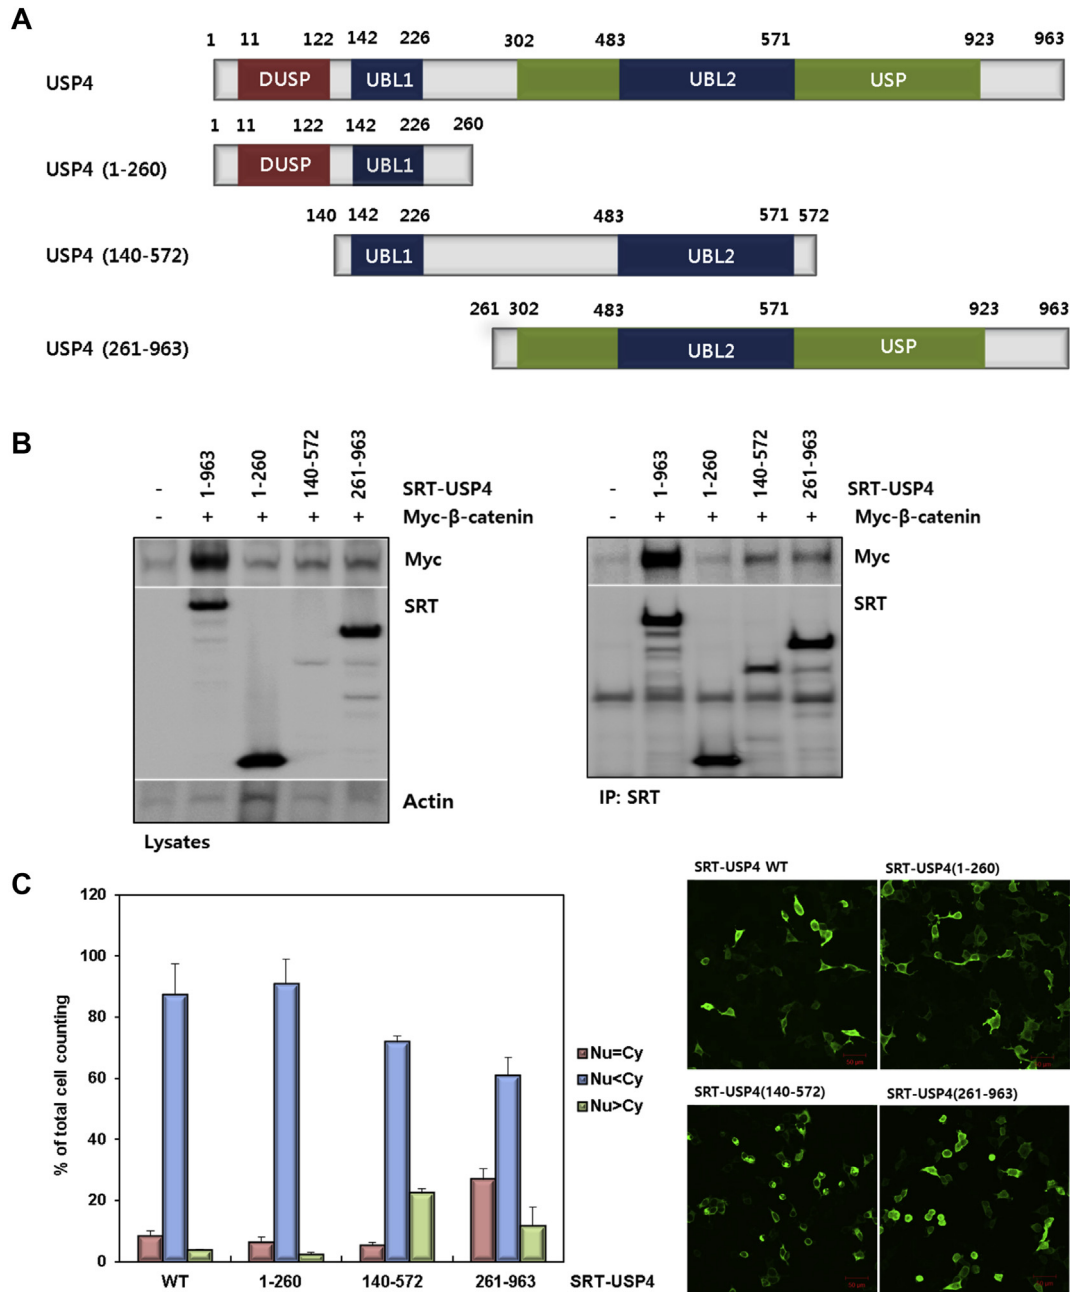 A
1 11 122 142 226 302 483 571 923 963
USP4 DUSP UBL1 UBL2 USP
1 11 122 142 226 260
USP4 (1-260) DUSP UBL1
140 142 226 483 571 572
USP4 (140-572) UBL1 UBL2
261 302 483 571 923 963
USP4 (261-963) UBL2 USP
B
- 1-963 1-260 140-572 261-963 SRT-USP4
- + + + + Myc-β-catenin
Myc
SRT
Actin
Lysates
- 1-963 1-260 140-572 261-963 SRT-USP4
- + + + + Myc-β-catenin
Myc
SRT
IP: SRT
C
120
100
80
60
40
20
0
% of total cell counting
WT 1-260 140-572 261-963 SRT-USP4
Nu=Cy
Nu<Cy
Nu>Cy
SRT-USP4 WT
50 μm
SRT-USP4(1-260)
SRT-USP4(140-572)
50 μm
SRT-USP4(261-963)
50 μm